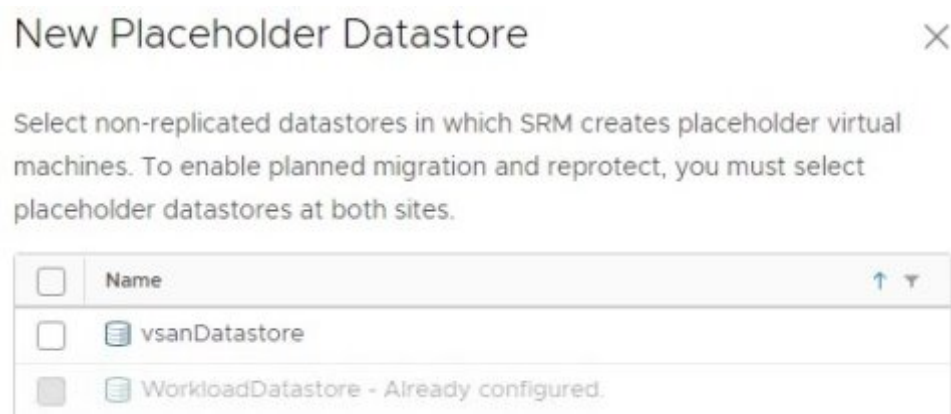 New Placeholder Datastore
Select non-replicated datastores in which SRM creates placeholder virtual
machines. To enable planned migration and reprotect, you must select
placeholder datastores at both sites.
Name
vsanDatastore
WorkloadDatastore - Already configured.